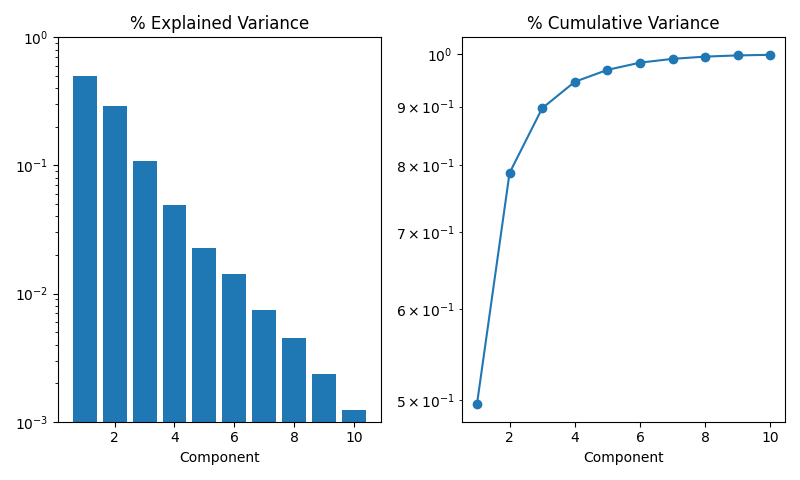 % Explained Variance
10⁰
10⁻¹
10⁻²
10⁻³
2 4 6 8 10
Component
% Cumulative Variance
10⁰
9 × 10⁻¹
8 × 10⁻¹
7 × 10⁻¹
6 × 10⁻¹
5 × 10⁻¹
2 4 6 8 10
Component